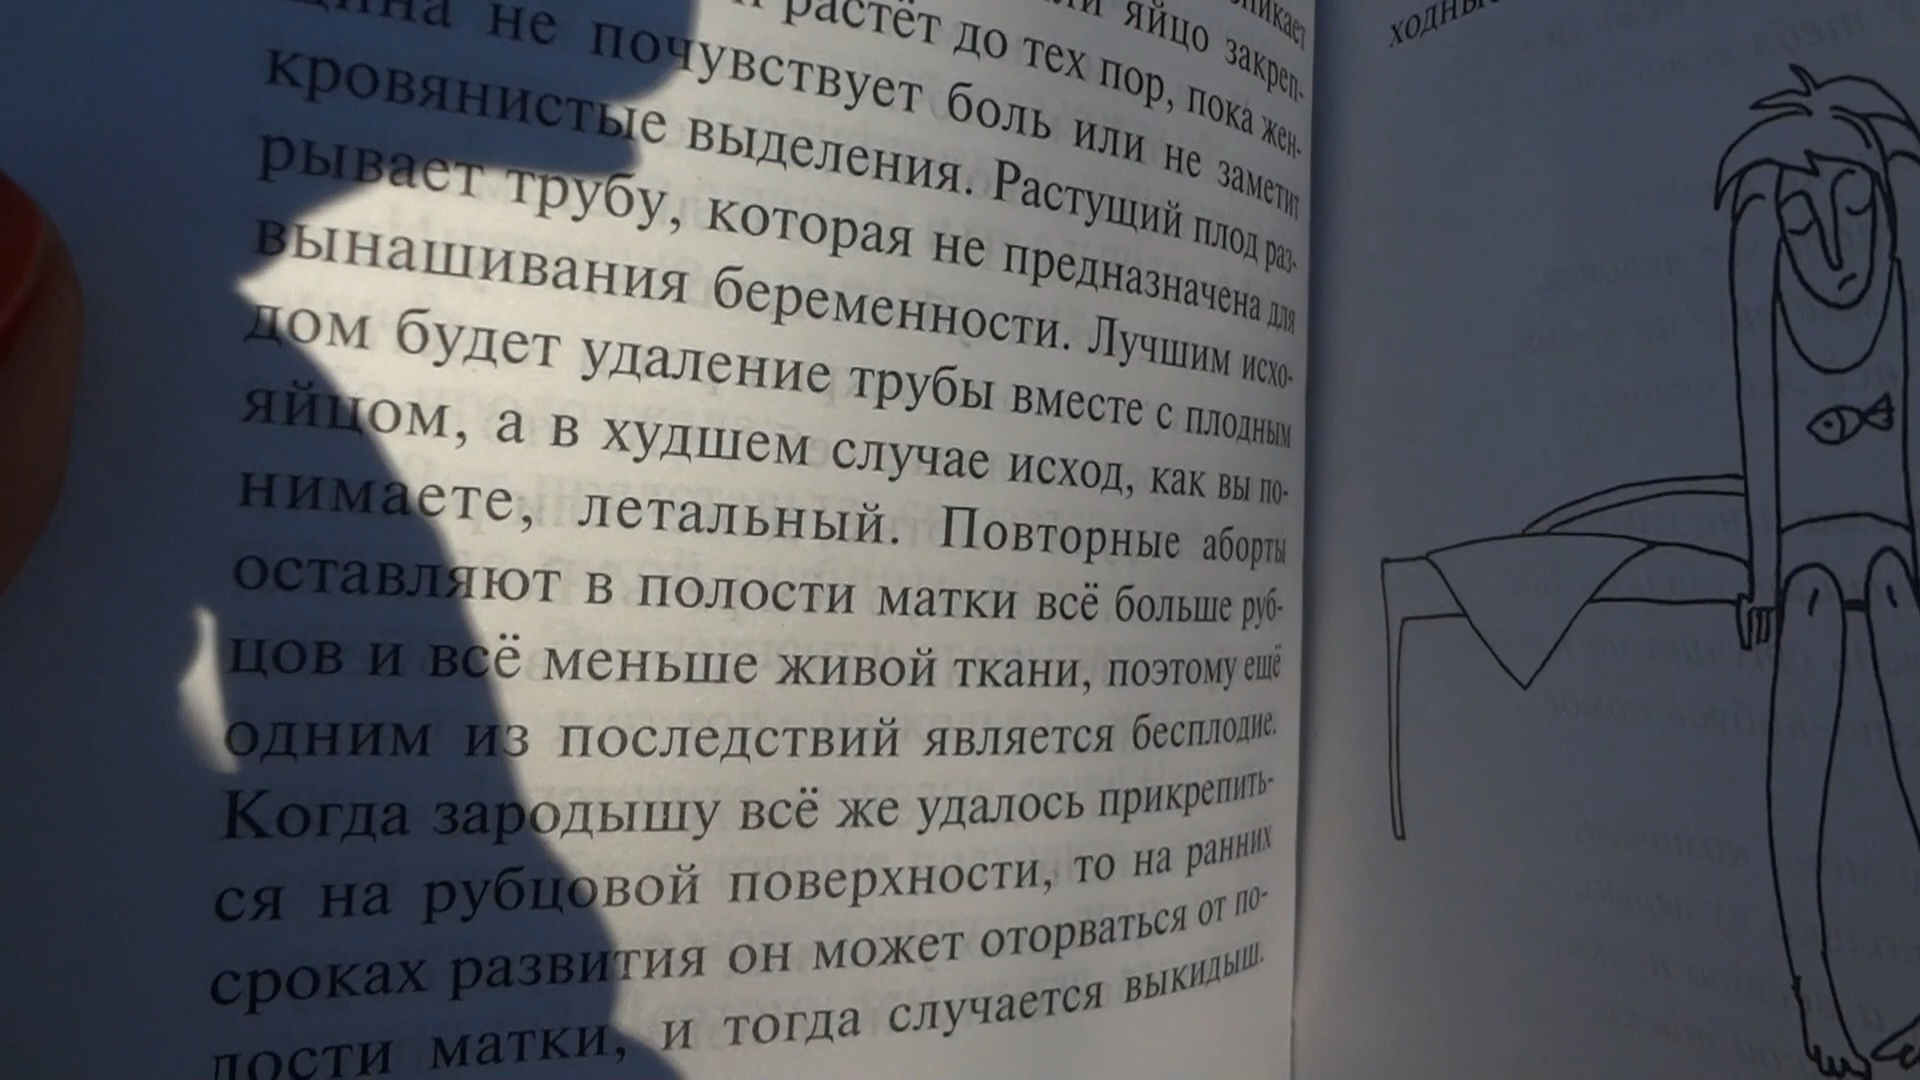 яйцо закреп-
растёт до тех пор, пока жен-
щина не почувствует боль или не заметит
кровянистые выделения. Растущий плод раз-
рывает трубу, которая не предназначена для
вынашивания беременности. Лучшим исхо-
дом будет удаление трубы вместе с плодным
яйцом, а в худшем случае исход, как вы по-
нимаете, летальный. Повторные аборты
оставляют в полости матки всё больше руб-
цов и всё меньше живой ткани, поэтому ещё
одним из последствий является бесплодие.
Когда зародышу всё же удалось прикрепить-
ся на рубцовой поверхности, то на ранних
сроках развития он может оторваться от по-
лости матки, и тогда случается выкидыш.